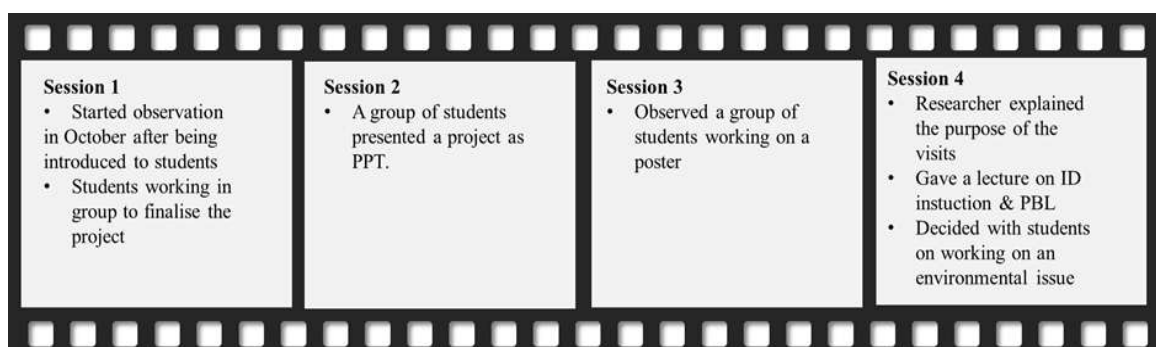 Session 1
• Started observation
in October after being
introduced to students
• Students working in
group to finalise the
project
Session 2
• A group of students
presented a project as
PPT.
Session 3
• Observed a group of
students working on a
poster
Session 4
• Researcher explained
the purpose of the
visits
• Gave a lecture on ID
instuction & PBL
• Decided with students
on working on an
environmental issue